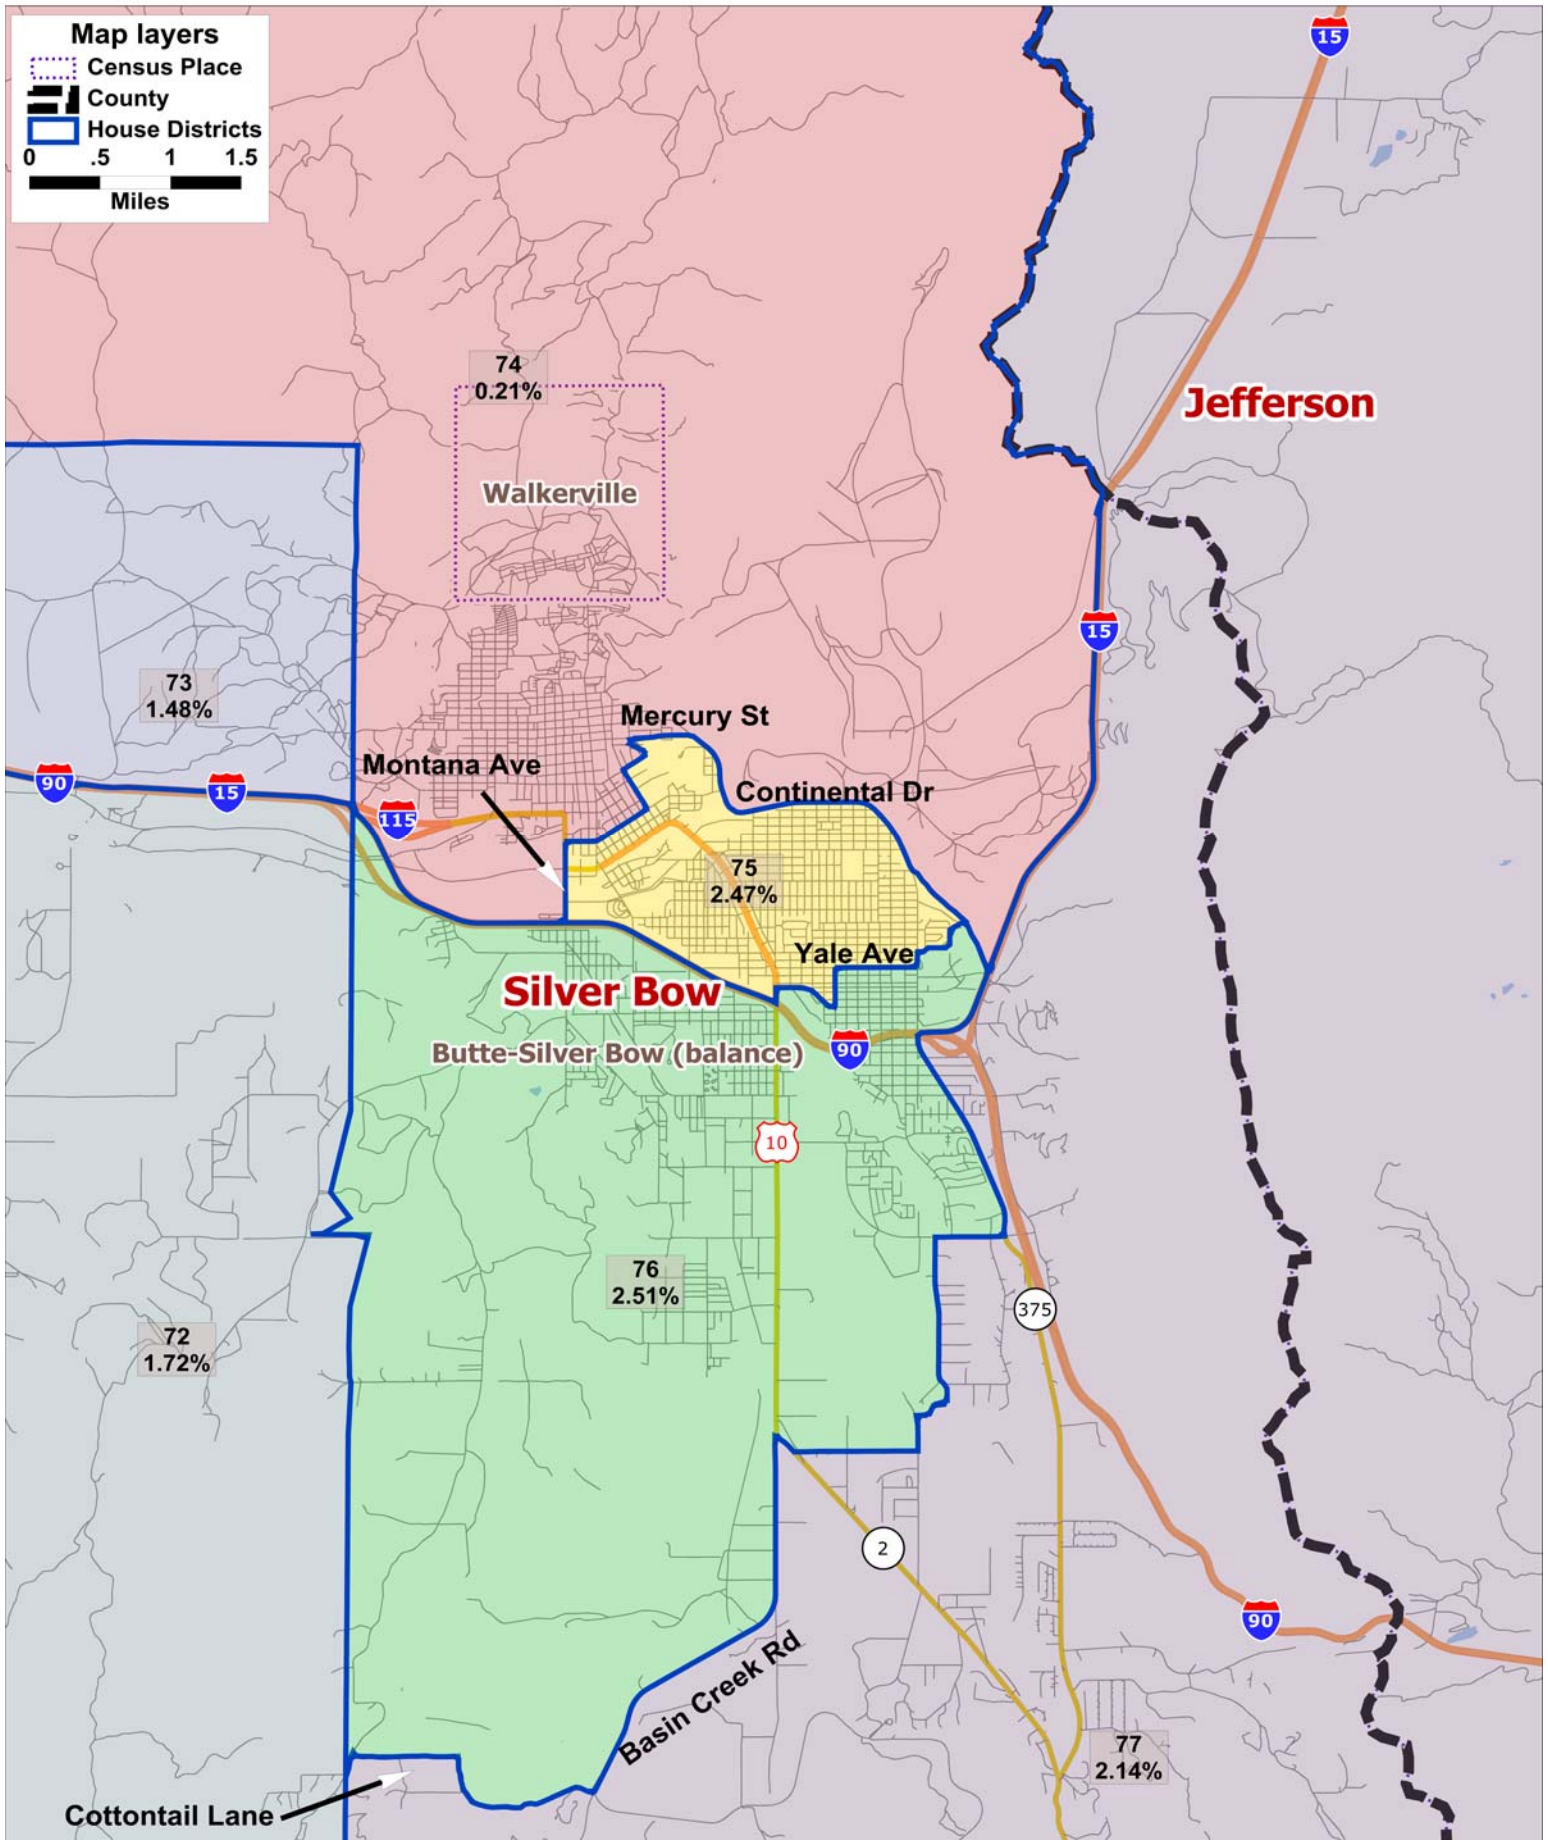 Map layers
Census Place
County
House Districts
0 .5 1 1.5
Miles
15
74
0.21%
Jefferson
Walkerville
15
73
1.48%
Mercury St
Montana Ave
90
15
Continental Dr
115
75
2.47%
Yale Ave
Silver Bow
Butte-Silver Bow (balance)
90
10
76
2.51%
375
72
1.72%
2
90
Basin Creek Rd
77
2.14%
Cottontail Lane